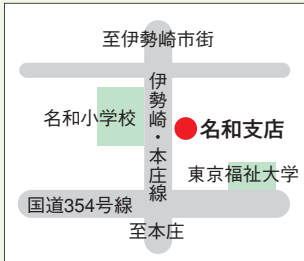 至伊勢崎市街
伊勢崎・本庄線
名和小学校
名和支店
東京福祉大学
国道354号線
至本庄